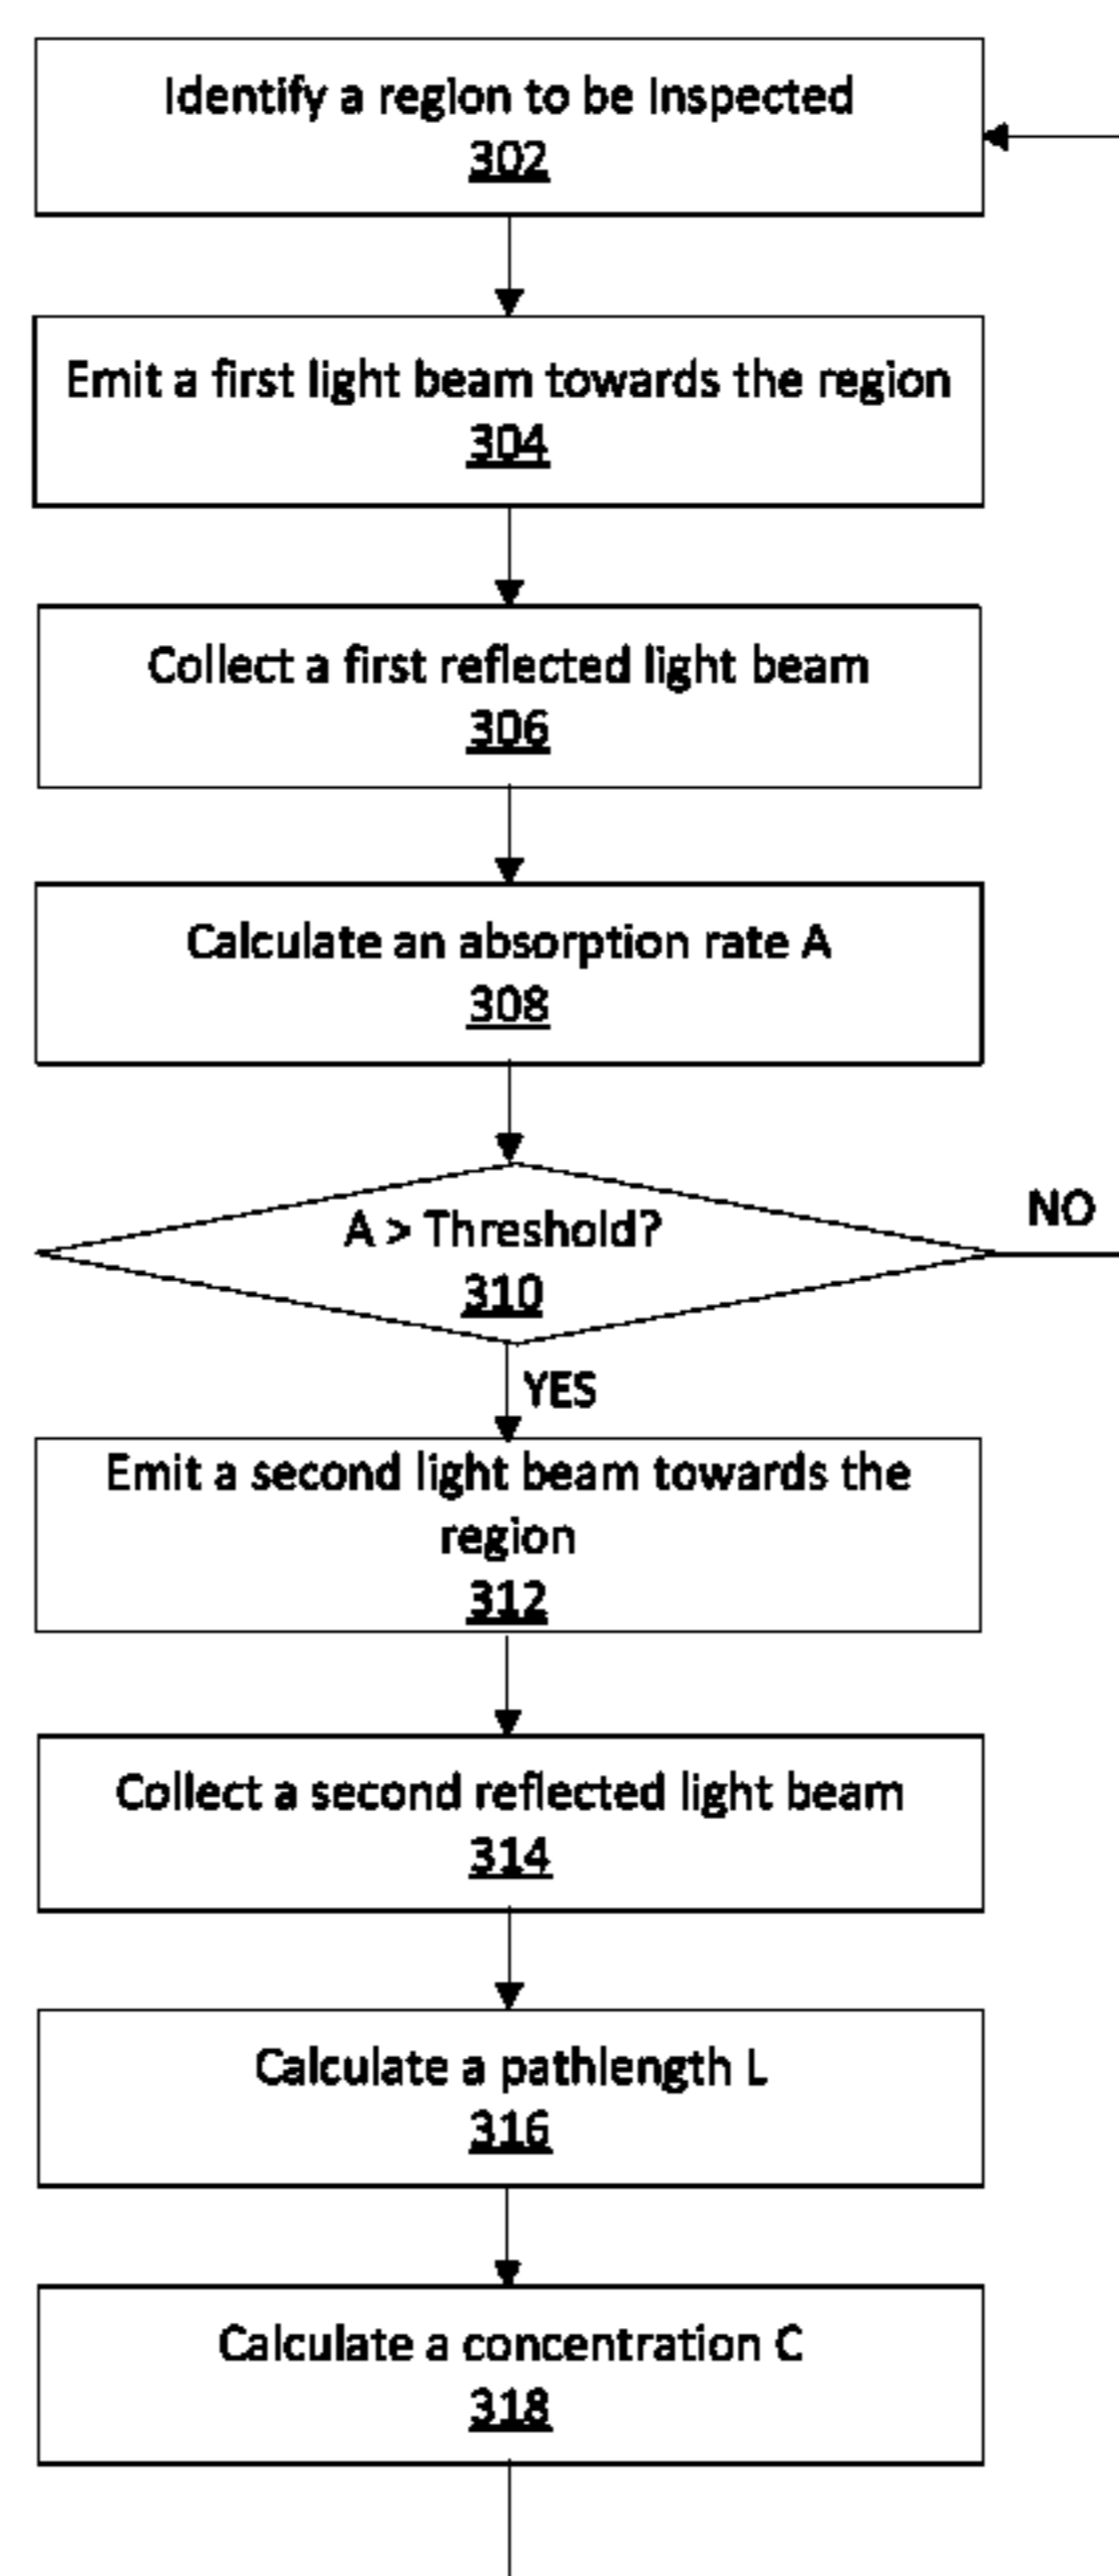 Identify a region to be Inspected
302
Emit a first light beam towards the region
304
Collect a first reflected light beam
306
Calculate an absorption rate A
308
A > Threshold?
310
NO
YES
Emit a second light beam towards the
region
312
Collect a second reflected light beam
314
Calculate a pathlength L
316
Calculate a concentration C
318